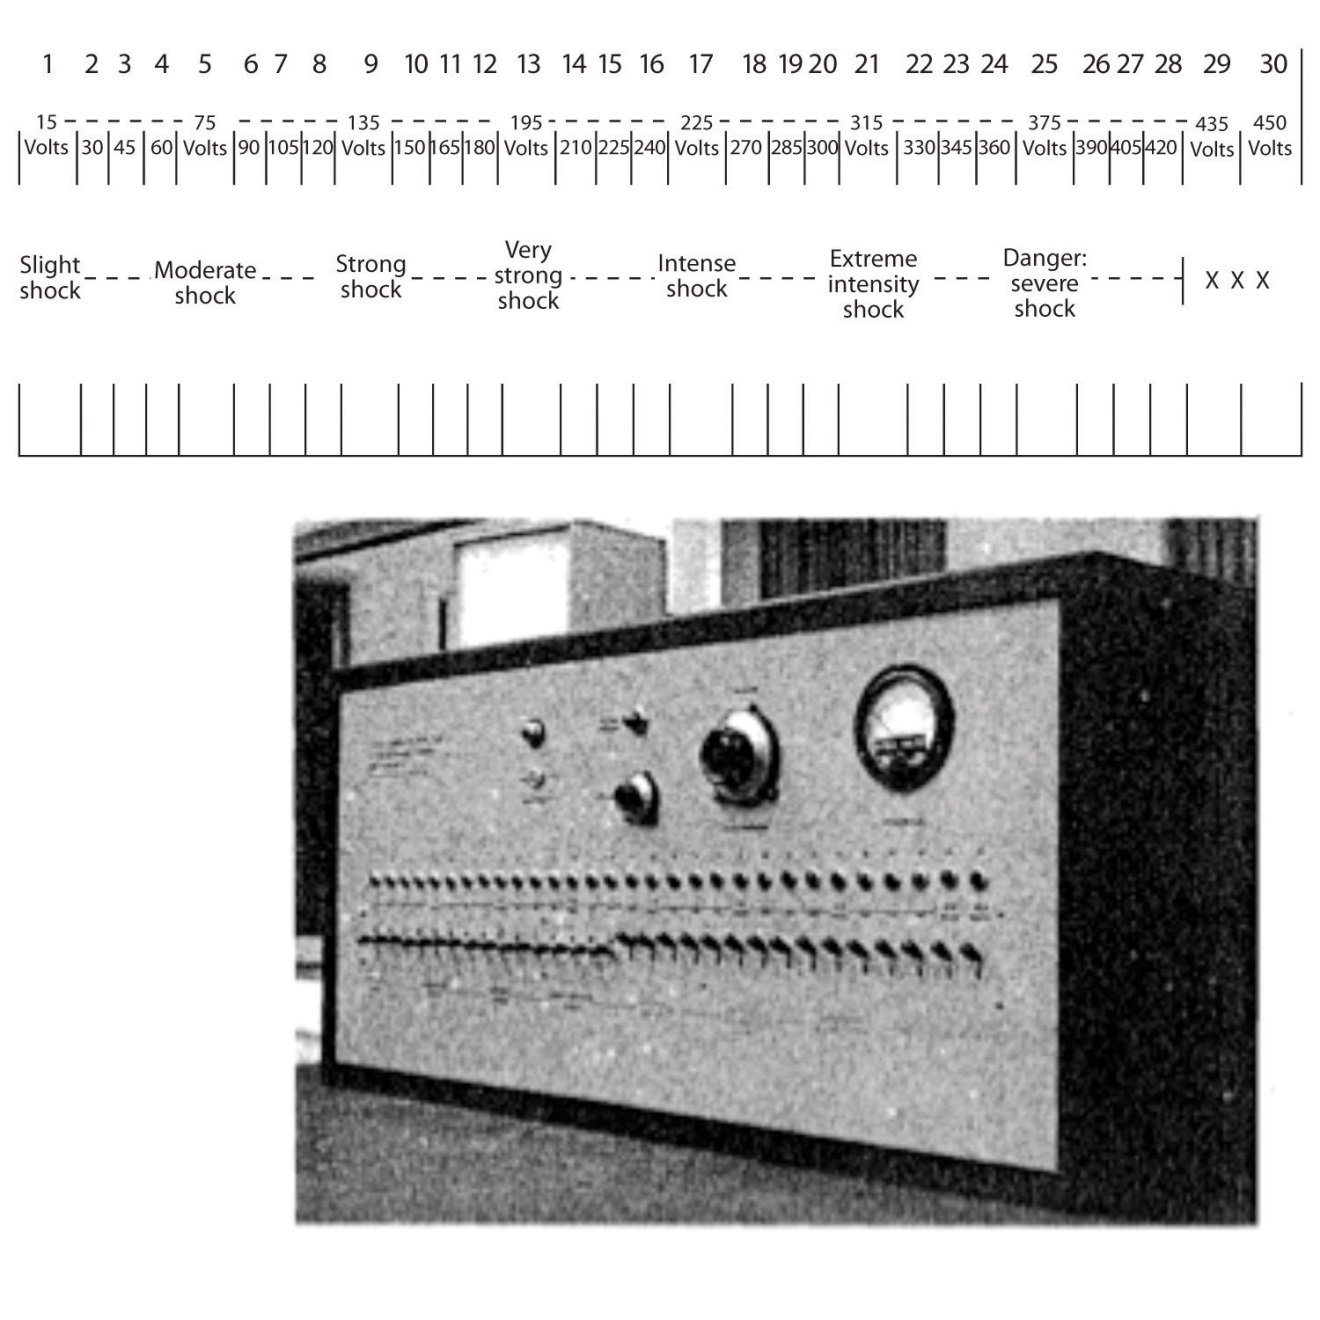 1 2 3 4 5 6 7 8 9 10 11 12 13 14 15 16 17 18 19 20 21 22 23 24 25 26 27 28 29 30
15 75 135 195 225 315 375 435 450
Volts 30 45 60 Volts 90 105 120 Volts 150 165 180 Volts 210 225 240 Volts 270 285 300 Volts 330 345 360 Volts 390 405 420 Volts Volts
Slight
shock
Moderate
shock
Strong
shock
Very
strong
shock
Intense
shock
Extreme
intensity
shock
Danger:
severe
shock
X X X